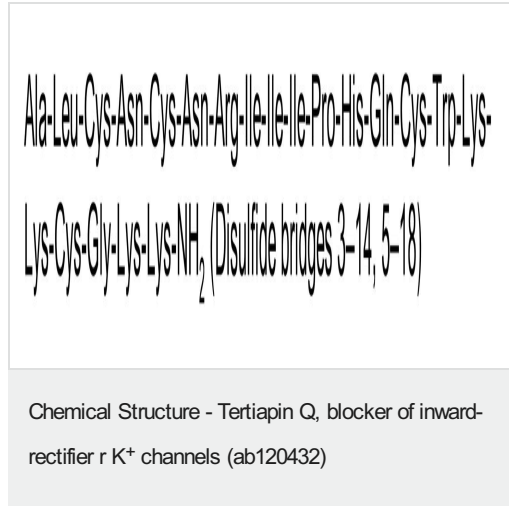 Ala-Leu-Cys-Asn-Cys-Asn-Arg-Ile-Ile-Ile-Pro-His-Gln-Cys-Trp-Lys-
Lys-Cys-Gly-Lys-Lys-NH₂ (Disulfide bridges 3–14, 5–18)
Chemical Structure - Tertiapin Q, blocker of inward-
rectifier r K⁺ channels (ab120432)